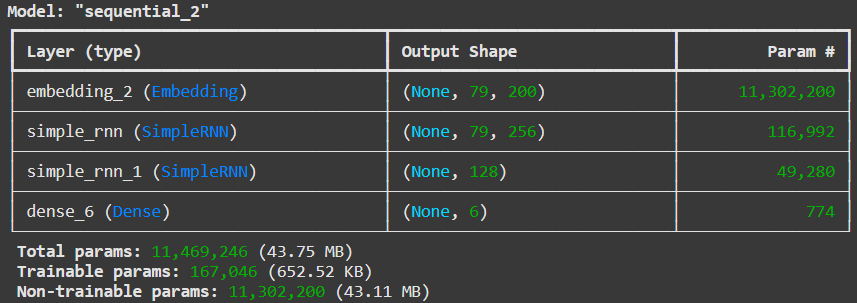 Model: "sequential_2"
Layer (type) Output Shape Param #
embedding_2 (Embedding) (None, 79, 200) 11,302,200
simple_rnn (SimpleRNN) (None, 79, 256) 116,992
simple_rnn_1 (SimpleRNN) (None, 128) 49,280
dense_6 (Dense) (None, 6) 774
Total params: 11,469,246 (43.75 MB)
Trainable params: 167,046 (652.52 KB)
Non-trainable params: 11,302,200 (43.11 MB)